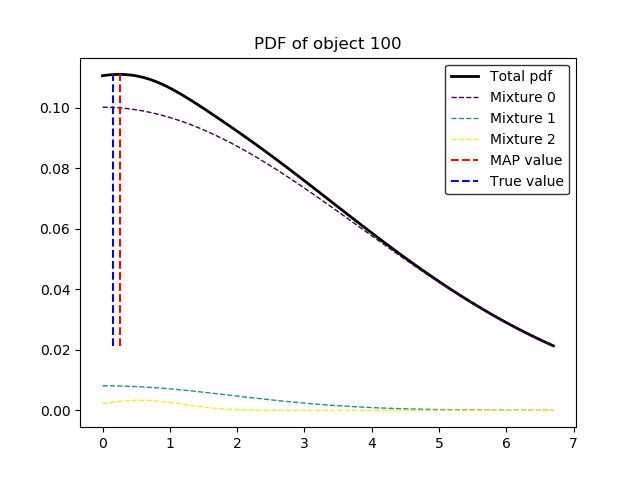 PDF of object 100
Total pdf
Mixture 0
Mixture 1
Mixture 2
MAP value
True value
0.10
0.08
0.06
0.04
0.02
0.00
0 1 2 3 4 5 6 7